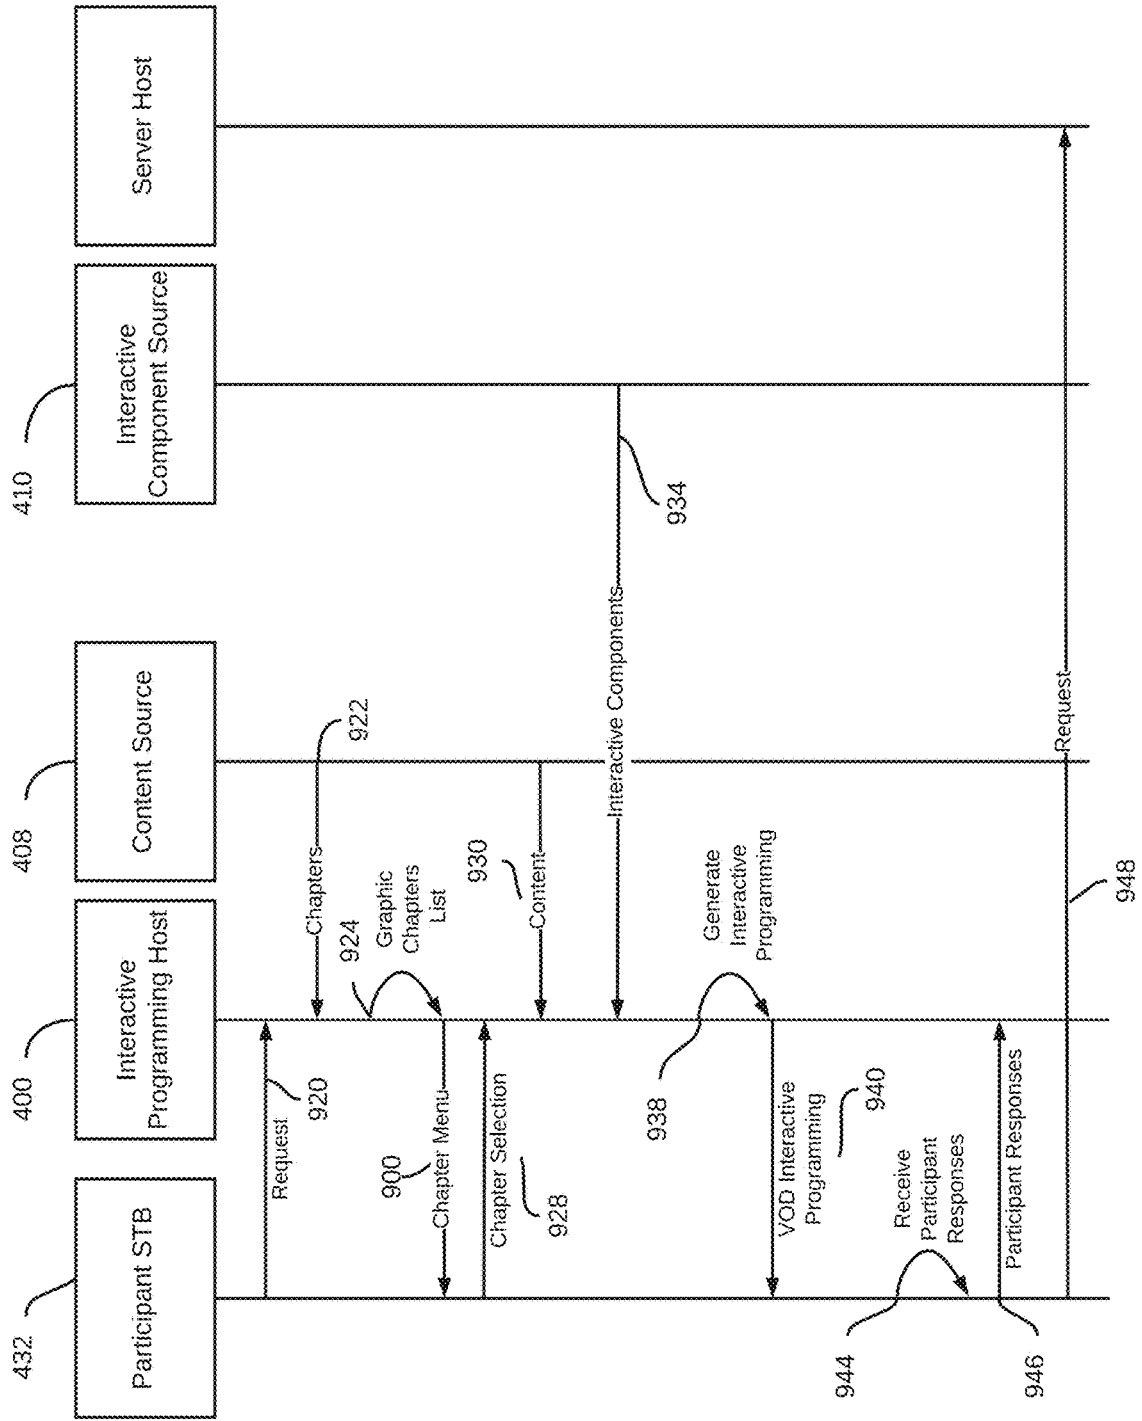 432
Participant STB
400
Interactive
Programming Host
408
Content Source
410
Interactive
Component Source
Server Host
Request
920
Chapters
922
924
Graphic
Chapters
List
900
Chapter Menu
Chapter Selection
928
930
Content
Interactive Components
934
938
Generate
Interactive
Programming
VOD Interactive
Programming
940
944
Receive
Participant
Responses
946
Participant Responses
948
Request